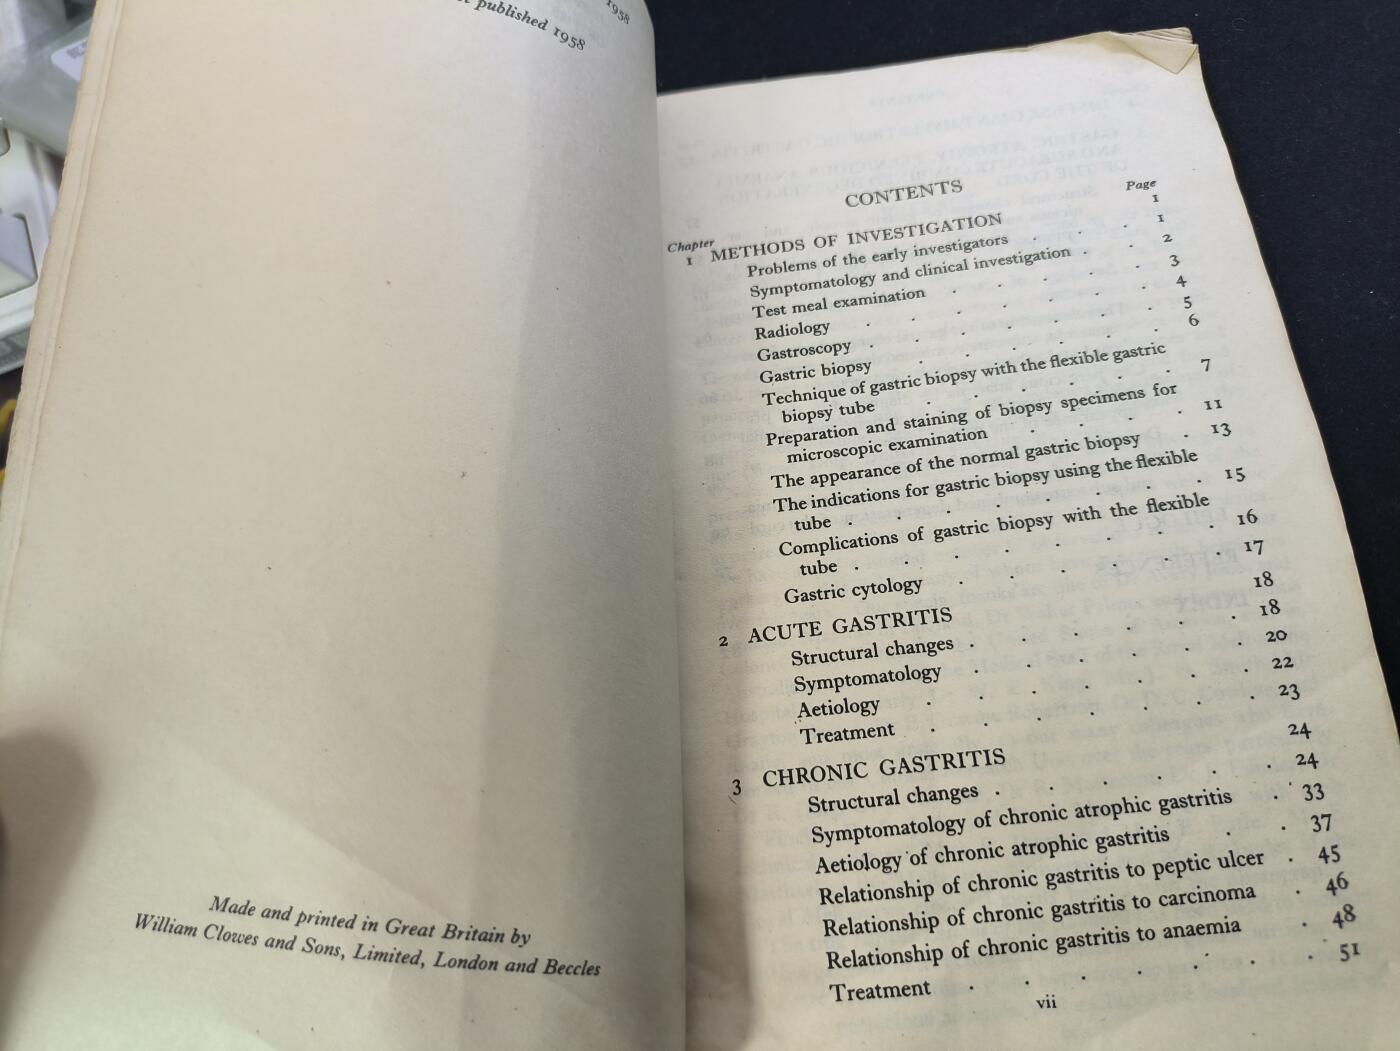 1958
published 1958
Made and printed in Great Britain by
William Clowes and Sons, Limited, London and Beccles
CONTENTS
Chapter Page
1 METHODS OF INVESTIGATION 1
Problems of the early investigators . . . 1
Symptomatology and clinical investigation . . 2
Test meal examination . . . . . 3
Radiology . . . . . . . 4
Gastroscopy . . . . . . . 5
Gastric biopsy . . . . . . 6
Technique of gastric biopsy with the flexible gastric
biopsy tube . . . . . . 7
Preparation and staining of biopsy specimens for
microscopic examination . . . . 11
The appearance of the normal gastric biopsy . 13
The indications for gastric biopsy using the flexible
tube . . . . . . . . 15
Complications of gastric biopsy with the flexible
tube . . . . . . . . 16
Gastric cytology . . . . . . 17
2 ACUTE GASTRITIS 18
Structural changes . . . . . . 18
Symptomatology . . . . . . 20
Aetiology . . . . . . . 22
Treatment . . . . . . . 23
3 CHRONIC GASTRITIS 24
Structural changes . . . . . . 24
Symptomatology of chronic atrophic gastritis . 33
Aetiology of chronic atrophic gastritis . . 37
Relationship of chronic gastritis to peptic ulcer . 45
Relationship of chronic gastritis to carcinoma . 46
Relationship of chronic gastritis to anaemia . 48
Treatment . . . . . . . 51
vii